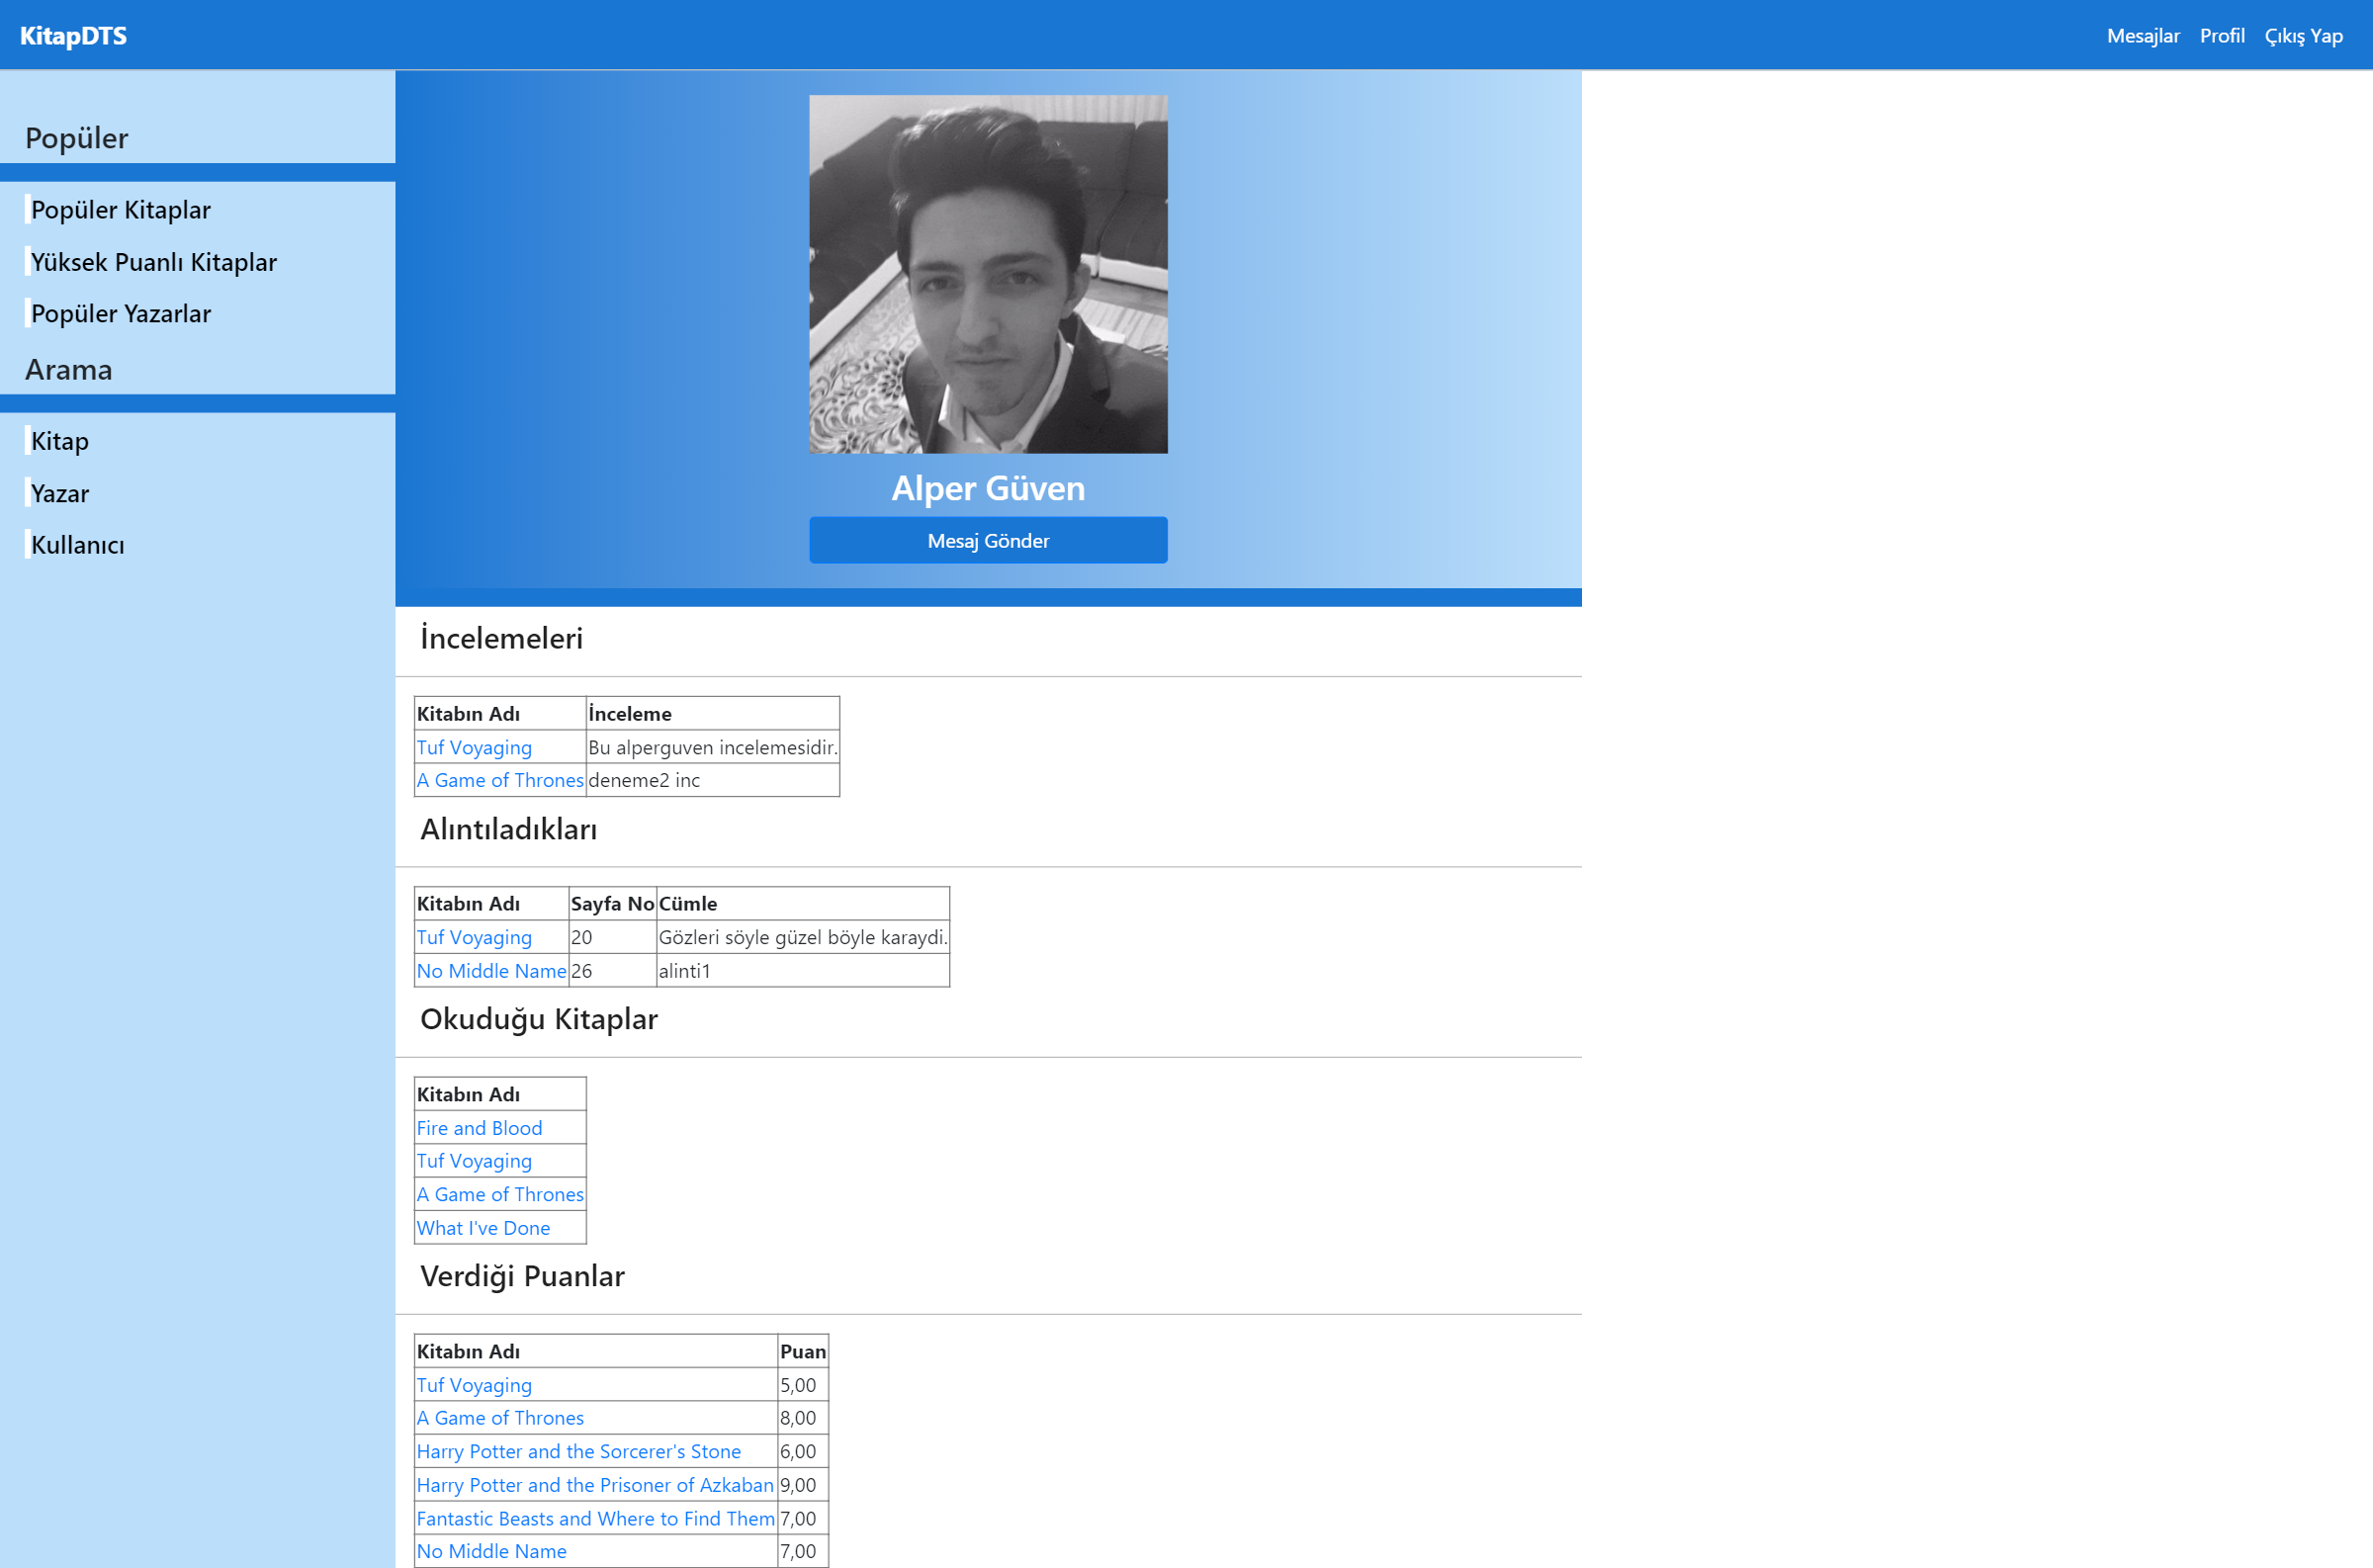 KitapDTS
Mesajlar Profil Çıkış Yap
Popüler
Popüler Kitaplar
Yüksek Puanlı Kitaplar
Popüler Yazarlar
Arama
Kitap
Yazar
Kullanıcı
Alper Güven
Mesaj Gönder
İncelemeleri
Kitabın Adı İnceleme
Tuf Voyaging Bu alperguven incelemesidir.
A Game of Thrones deneme2 inc
Alıntıladıkları
Kitabın Adı Sayfa No Cümle
Tuf Voyaging 20 Gözleri söyle güzel böyle karaydi.
No Middle Name 26 alinti1
Okuduğu Kitaplar
Kitabın Adı
Fire and Blood
Tuf Voyaging
A Game of Thrones
What I've Done
Verdiği Puanlar
Kitabın Adı Puan
Tuf Voyaging 5,00
A Game of Thrones 8,00
Harry Potter and the Sorcerer's Stone 6,00
Harry Potter and the Prisoner of Azkaban 9,00
Fantastic Beasts and Where to Find Them 7,00
No Middle Name 7,00